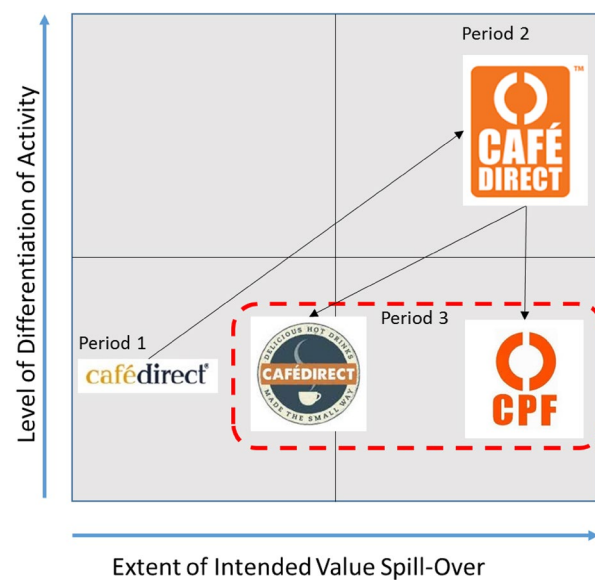 Level of Differentiation of Activity
Period 2
TM
CAFÉ
DIRECT
Period 1
cafédirect®
Period 3
DELICIOUS HOT DRINKS
CAFÉDIRECT
MADE THE SMALL WAY
CPF
Extent of Intended Value Spill-Over